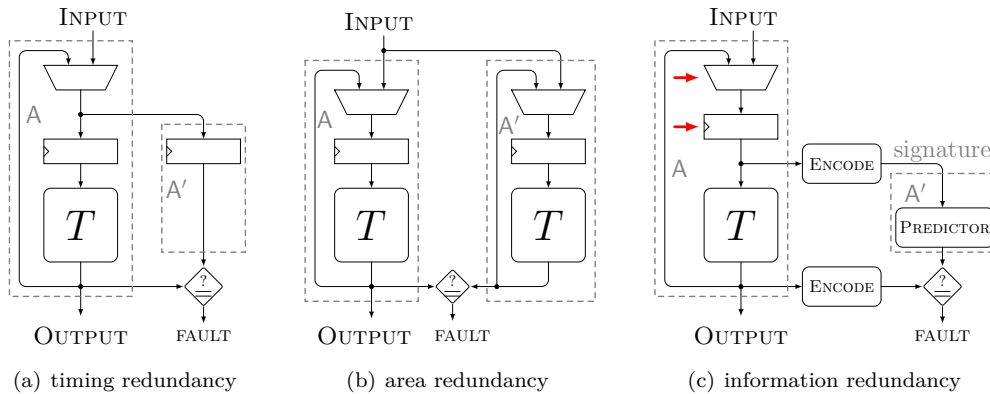 INPUT
A
A′
T
?
=
OUTPUT
FAULT
(a) timing redundancy
INPUT
A
A′
T
T
?
=
OUTPUT
FAULT
(b) area redundancy
INPUT
A
ENCODE
signature
A′
T
PREDICTOR
ENCODE
?
=
OUTPUT
FAULT
(c) information redundancy